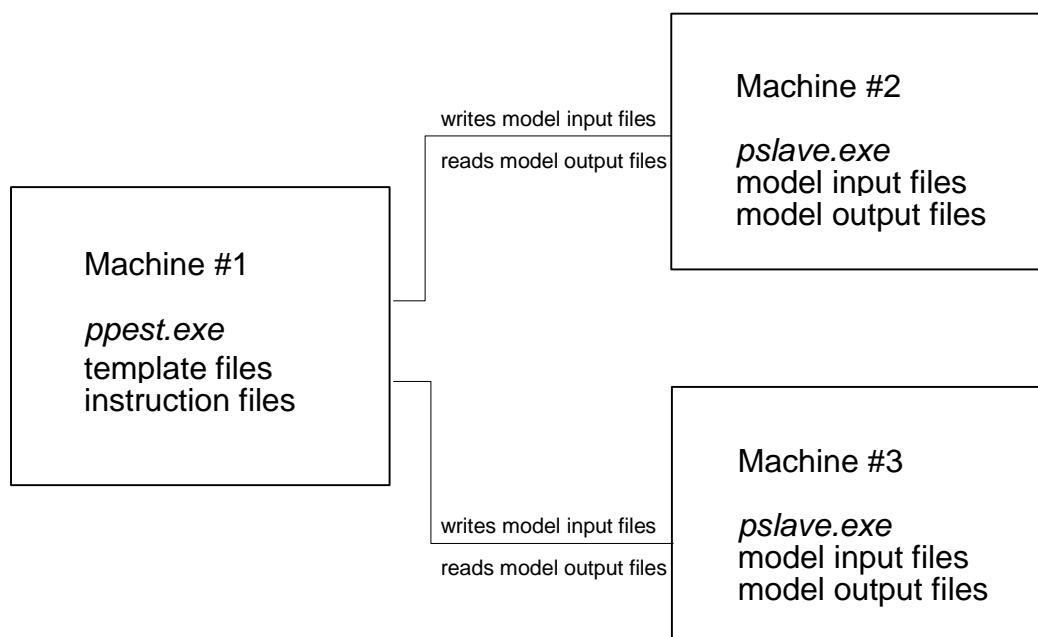 Machine #1
ppest.exe
template files
instruction files
writes model input files
reads model output files
Machine #2
pslave.exe
model input files
model output files
writes model input files
reads model output files
Machine #3
pslave.exe
model input files
model output files